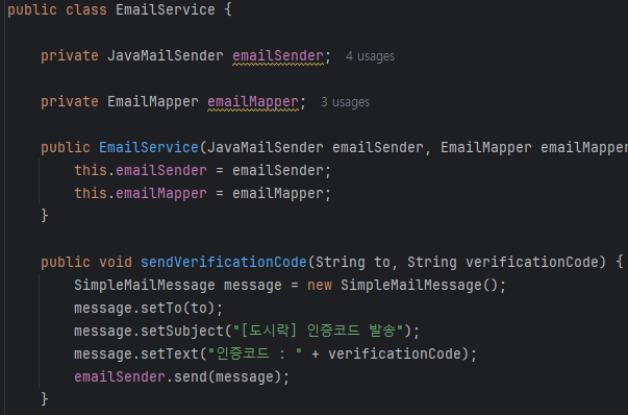 public class EmailService {
private JavaMailSender emailSender; 4 usages
private EmailMapper emailMapper; 3 usages
public EmailService(JavaMailSender emailSender, EmailMapper emailMapper
this.emailSender = emailSender;
this.emailMapper = emailMapper;
}
public void sendVerificationCode(String to, String verificationCode) {
SimpleMailMessage message = new SimpleMailMessage();
message.setTo(to);
message.setSubject("[도시락] 인증코드 발송");
message.setText("인증코드 : " + verificationCode);
emailSender.send(message);
}